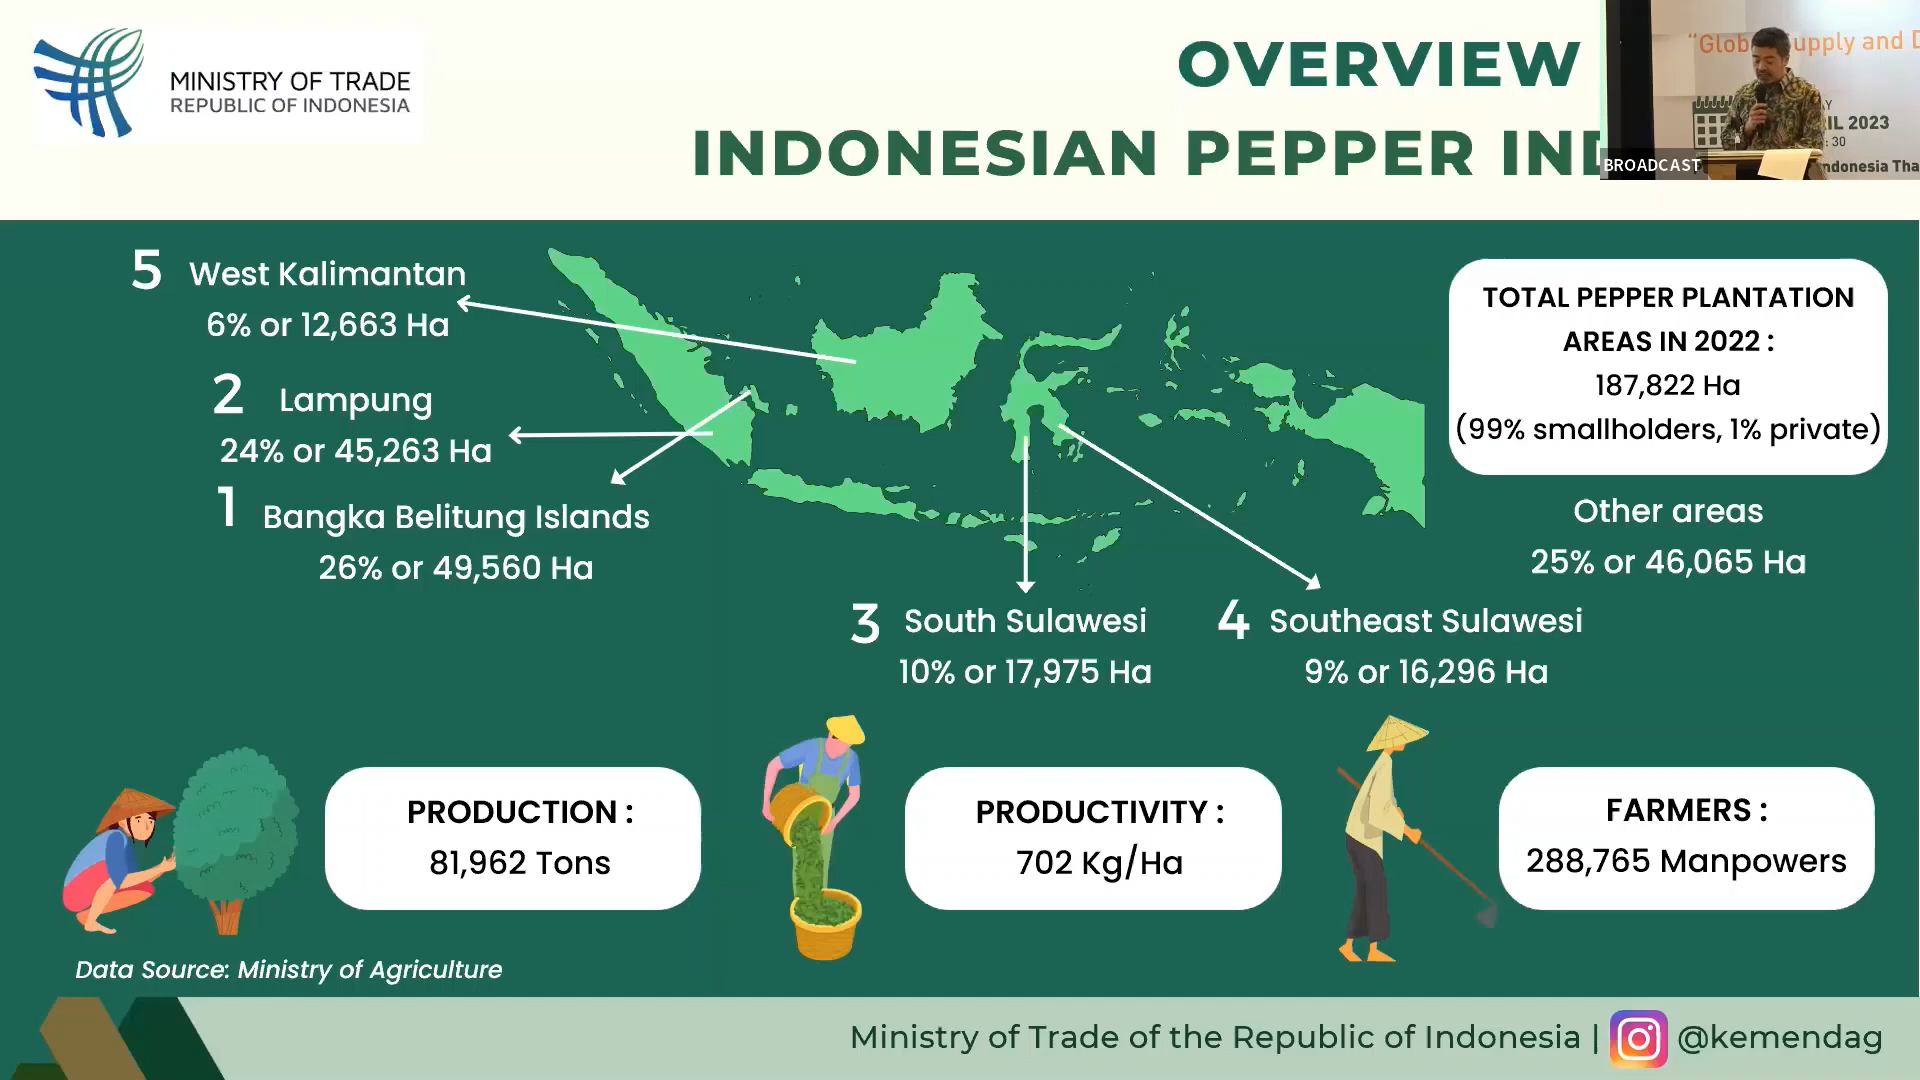 MINISTRY OF TRADE
REPUBLIC OF INDONESIA
OVERVIEW
INDONESIAN PEPPER IND
BROADCAST
IL 2023
: 30
ndonesia Tha
5 West Kalimantan
6% or 12,663 Ha
2 Lampung
24% or 45,263 Ha
1 Bangka Belitung Islands
26% or 49,560 Ha
3 South Sulawesi
10% or 17,975 Ha
4 Southeast Sulawesi
9% or 16,296 Ha
TOTAL PEPPER PLANTATION
AREAS IN 2022 :
187,822 Ha
(99% smallholders, 1% private)
Other areas
25% or 46,065 Ha
PRODUCTION :
81,962 Tons
PRODUCTIVITY :
702 Kg/Ha
FARMERS :
288,765 Manpowers
Data Source: Ministry of Agriculture
Ministry of Trade of the Republic of Indonesia | @kemendag